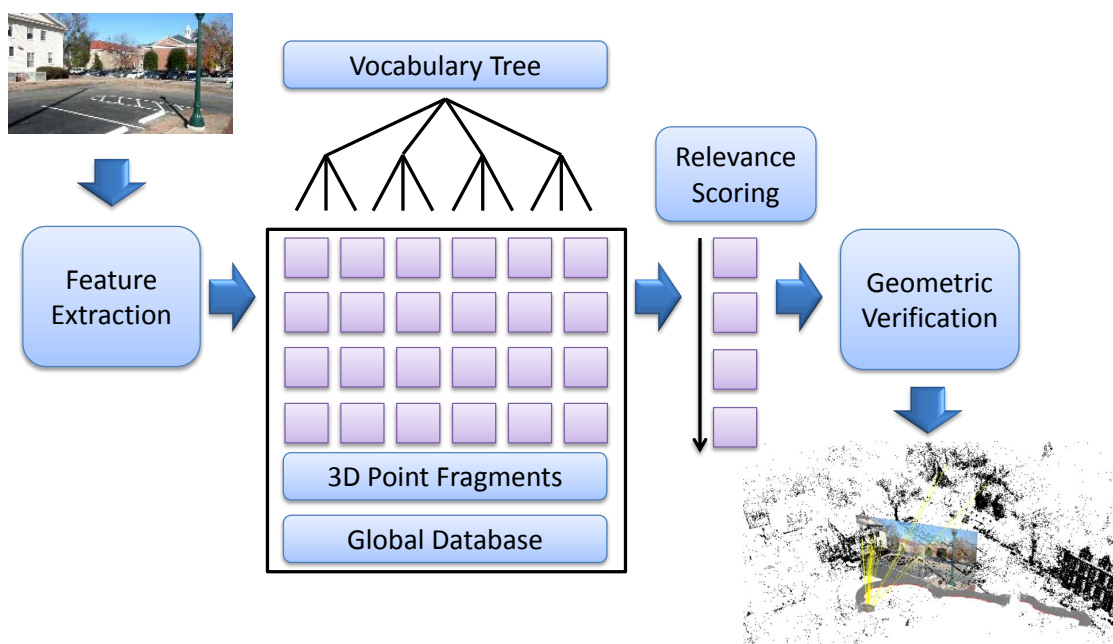 Vocabulary Tree
Relevance
Scoring
Feature
Extraction
Geometric
Verification
3D Point Fragments
Global Database